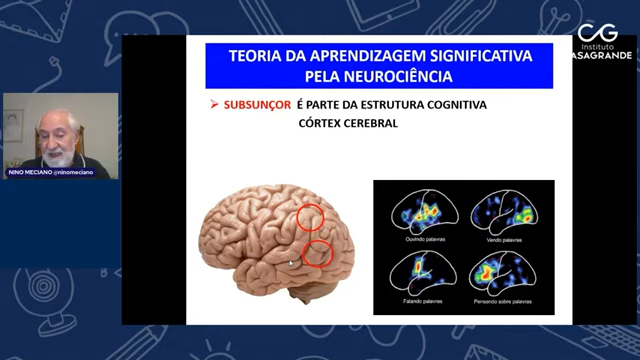 CG
Instituto
CASAGRANDE
TEORIA DA APRENDIZAGEM SIGNIFICATIVA
PELA NEUROCIÊNCIA
➢ SUBSUNÇOR É PARTE DA ESTRUTURA COGNITIVA
CÓRTEX CEREBRAL
NINO MECIANO @ninomeciano
Ouvindo palavras
Vendo palavras
Falando palavras
Pensando sobre palavras